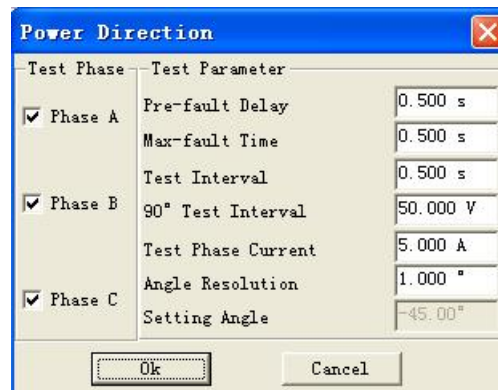 Power Direction
Test Phase
Test Parameter
Phase A
Phase B
Phase C
Pre-fault Delay 0.500 s
Max-fault Time 0.500 s
Test Interval 0.500 s
90° Test Interval 50.000 V
Test Phase Current 5.000 A
Angle Resolution 1.000 °
Setting Angle -45.00°
Ok
Cancel